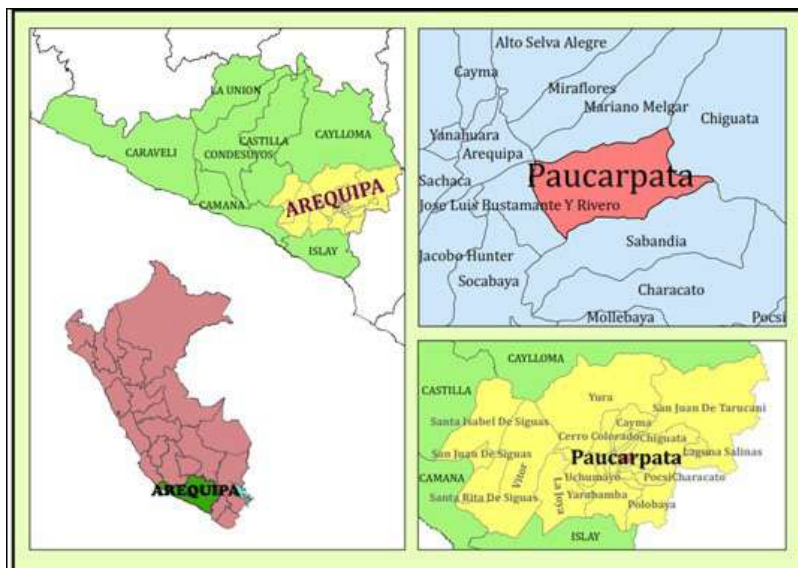 LA UNION
CASTILLA
CAYLLOMA
CARAVELI
CONDESUYOS
CAMANA
AREQUIPA
ISLAY
AREQUIPA
Alto Selva Alegre
Cayma
Miraflores
Mariano Melgar
Chiguata
Yanahuara
Arequipa
Paucarpata
Sachaca
Jose Luis Bustamante Y Rivero
Sabandia
Jacobo Hunter
Socabaya
Characato
Mollebaya
Pocsi
CAYLLOMA
CASTILLA
Yura
San Juan De Tarucani
Santa Isabel De Siguas
Cayma
Cerro Colorado
Chiguata
San Juan De Siguas
Laguna Salinas
Paucarpata
Vitor
CAMANA
Uchumayo
Pocsi
Characato
La Joya
Santa Rita De Siguas
Yarabamba
Polobaya
ISLAY